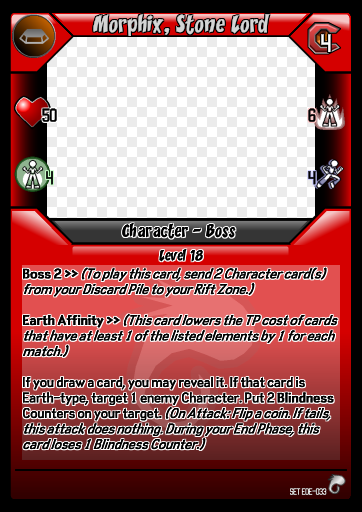 Morphix, Stone Lord
C
4
50
6
4
4
Character - Boss
Level 18
Boss 2 >> (To play this card, send 2 Character card(s)
from your Discard Pile to your Rift Zone.)
Earth Affinity >> (This card lowers the TP cost of cards
that have at least 1 of the listed elements by 1 for each
match.)
If you draw a card, you may reveal it. If that card is
Earth-type, target 1 enemy Character. Put 2 Blindness
Counters on your target. (On Attack: Flip a coin. If tails,
this attack does nothing. During your End Phase, this
card loses 1 Blindness Counter.)
SET EOE-033